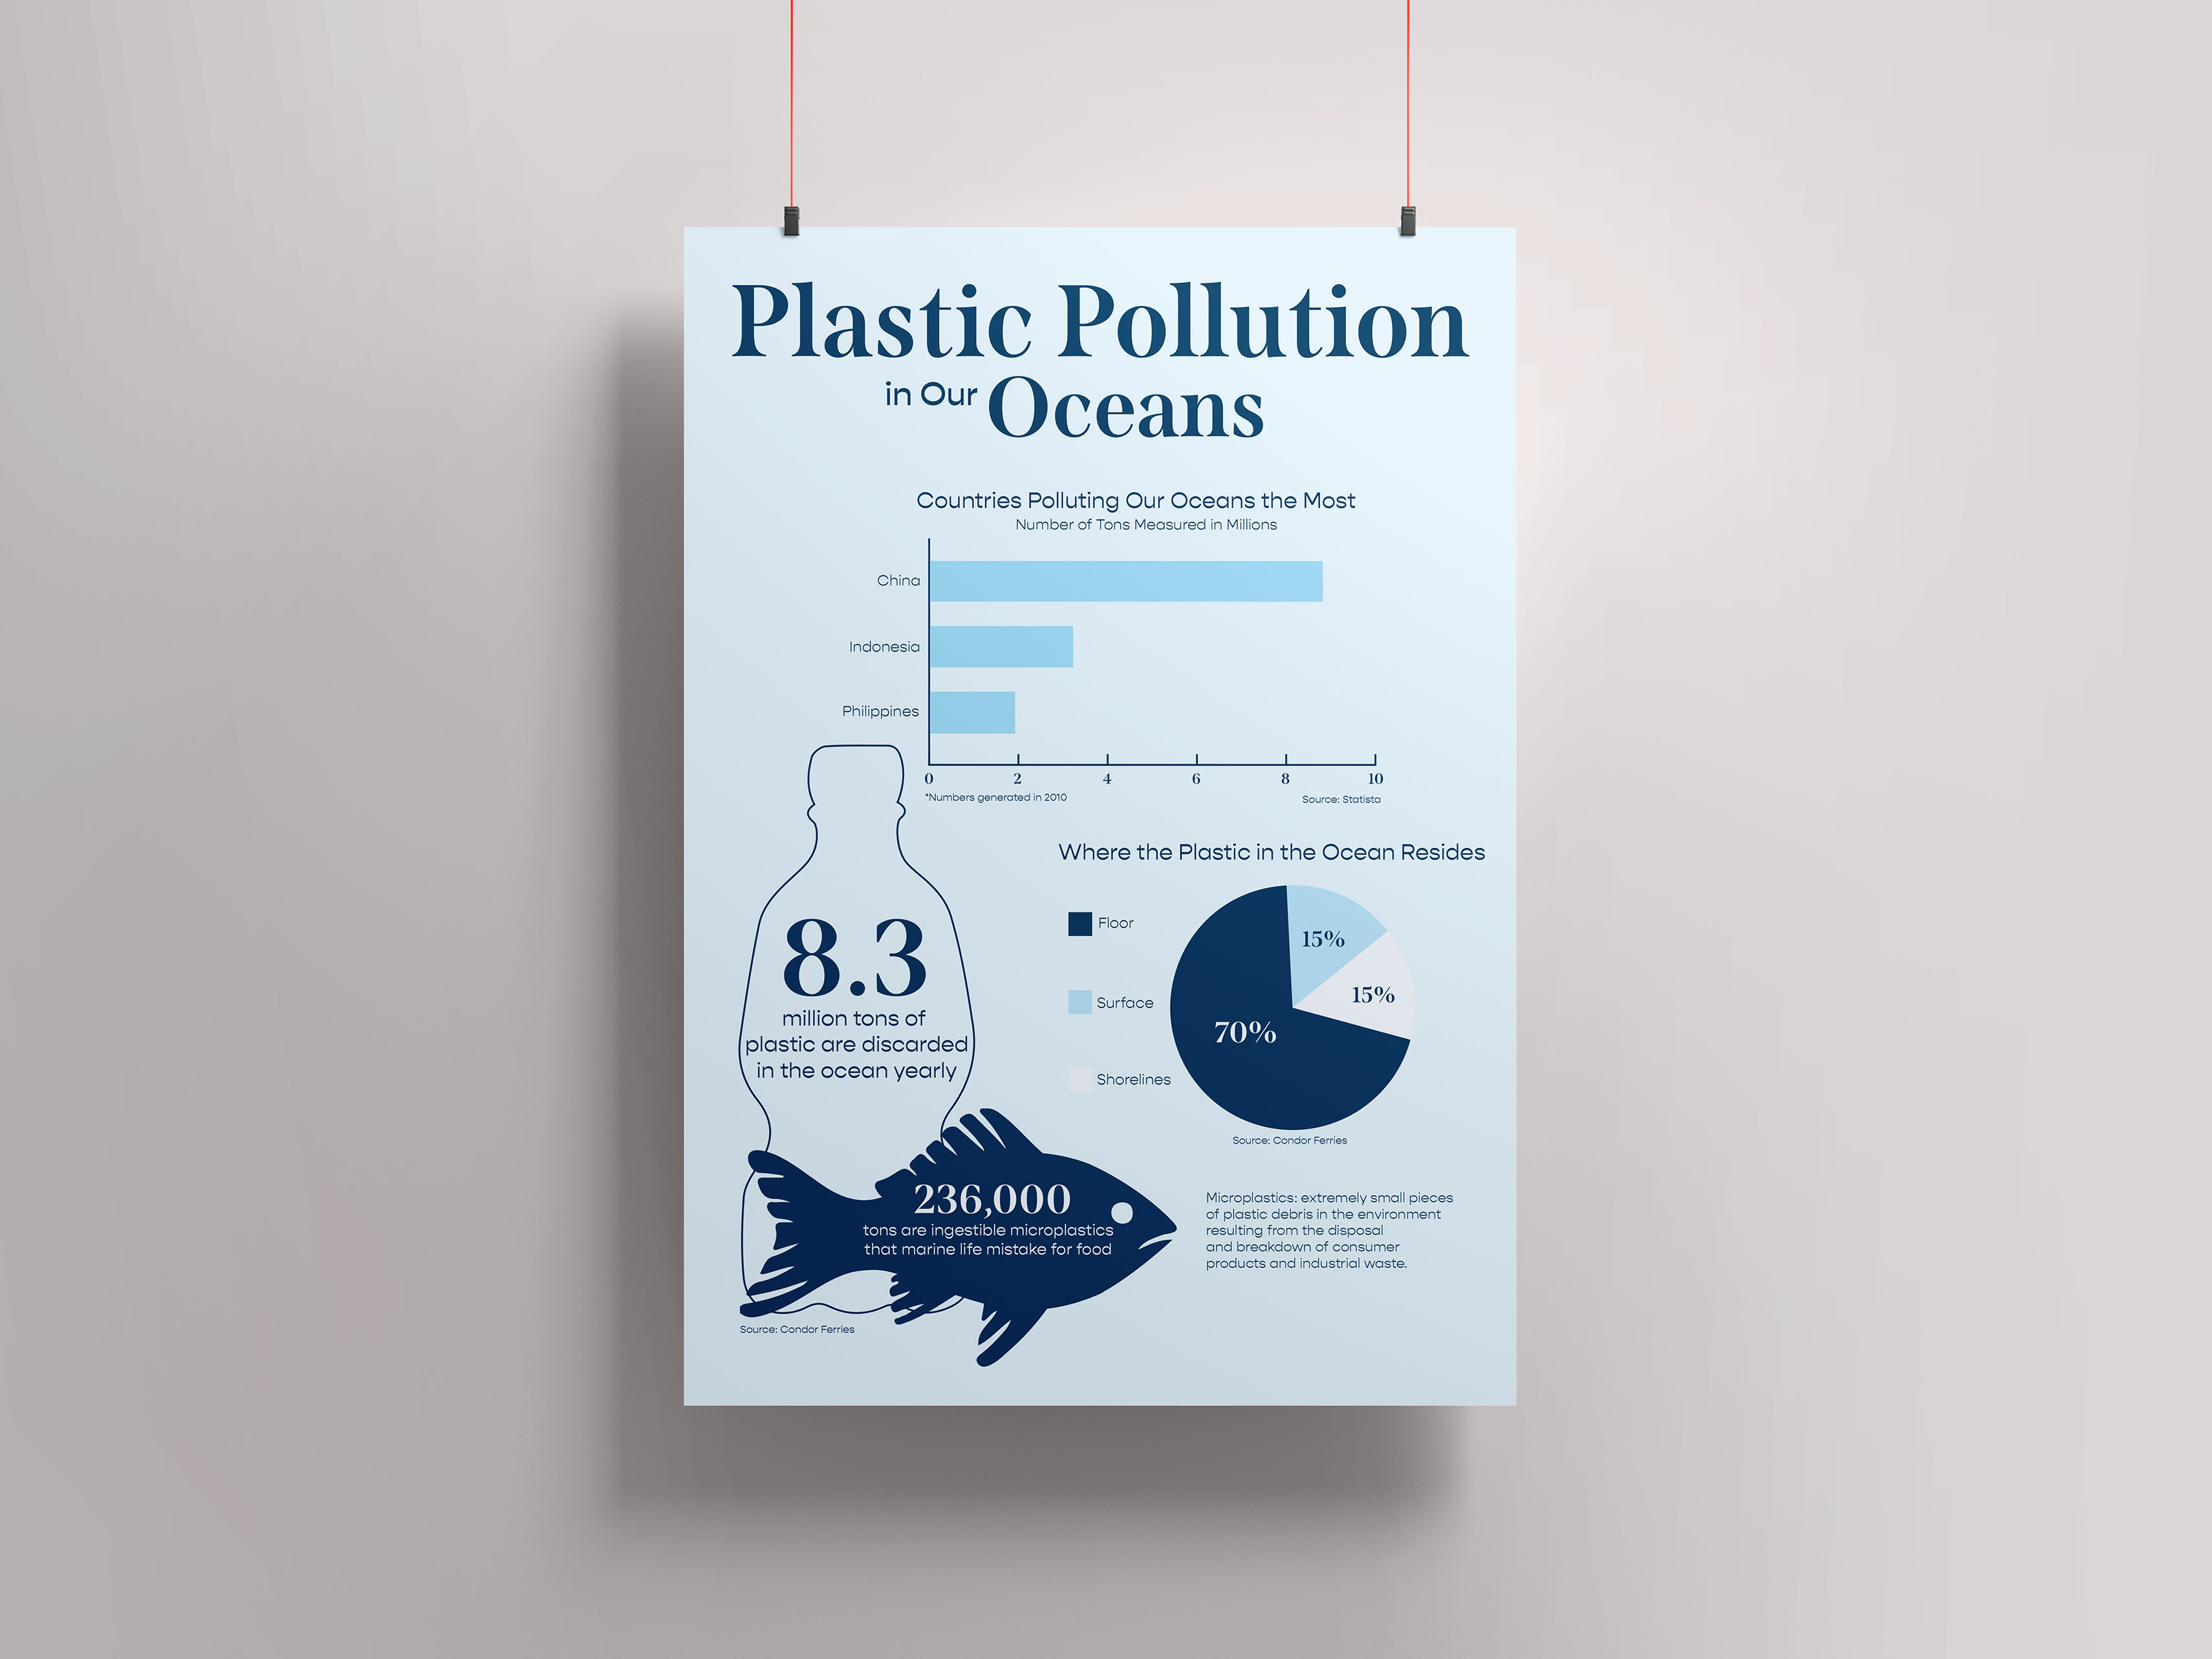 Plastic Pollution
in Our Oceans
Countries Polluting Our Oceans the Most
Number of Tons Measured in Millions
China
Indonesia
Philippines
0 2 4 6 8 10
*Numbers generated in 2010
Source: Statista
Where the Plastic in the Ocean Resides
Floor
Surface
Shorelines
15%
15%
70%
Source: Condor Ferries
8.3
million tons of
plastic are discarded
in the ocean yearly
236,000
tons are ingestible microplastics
that marine life mistake for food
Source: Condor Ferries
Microplastics: extremely small pieces
of plastic debris in the environment
resulting from the disposal
and breakdown of consumer
products and industrial waste.